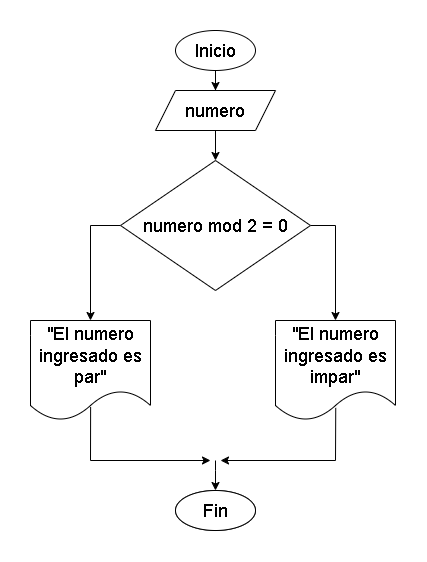 Inicio
numero
numero mod 2 = 0
"El numero
ingresado es
par"
"El numero
ingresado es
impar"
Fin